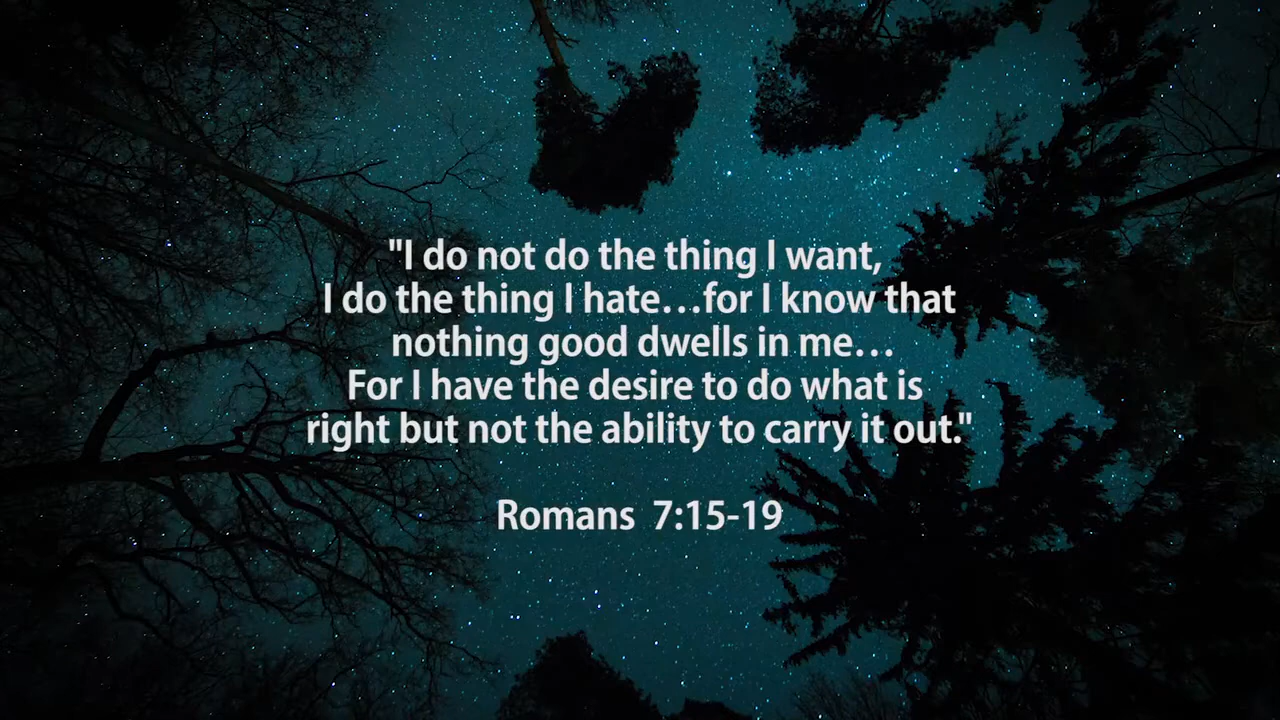 "I do not do the thing I want,
I do the thing I hate...for I know that
nothing good dwells in me...
For I have the desire to do what is
right but not the ability to carry it out."
Romans 7:15-19